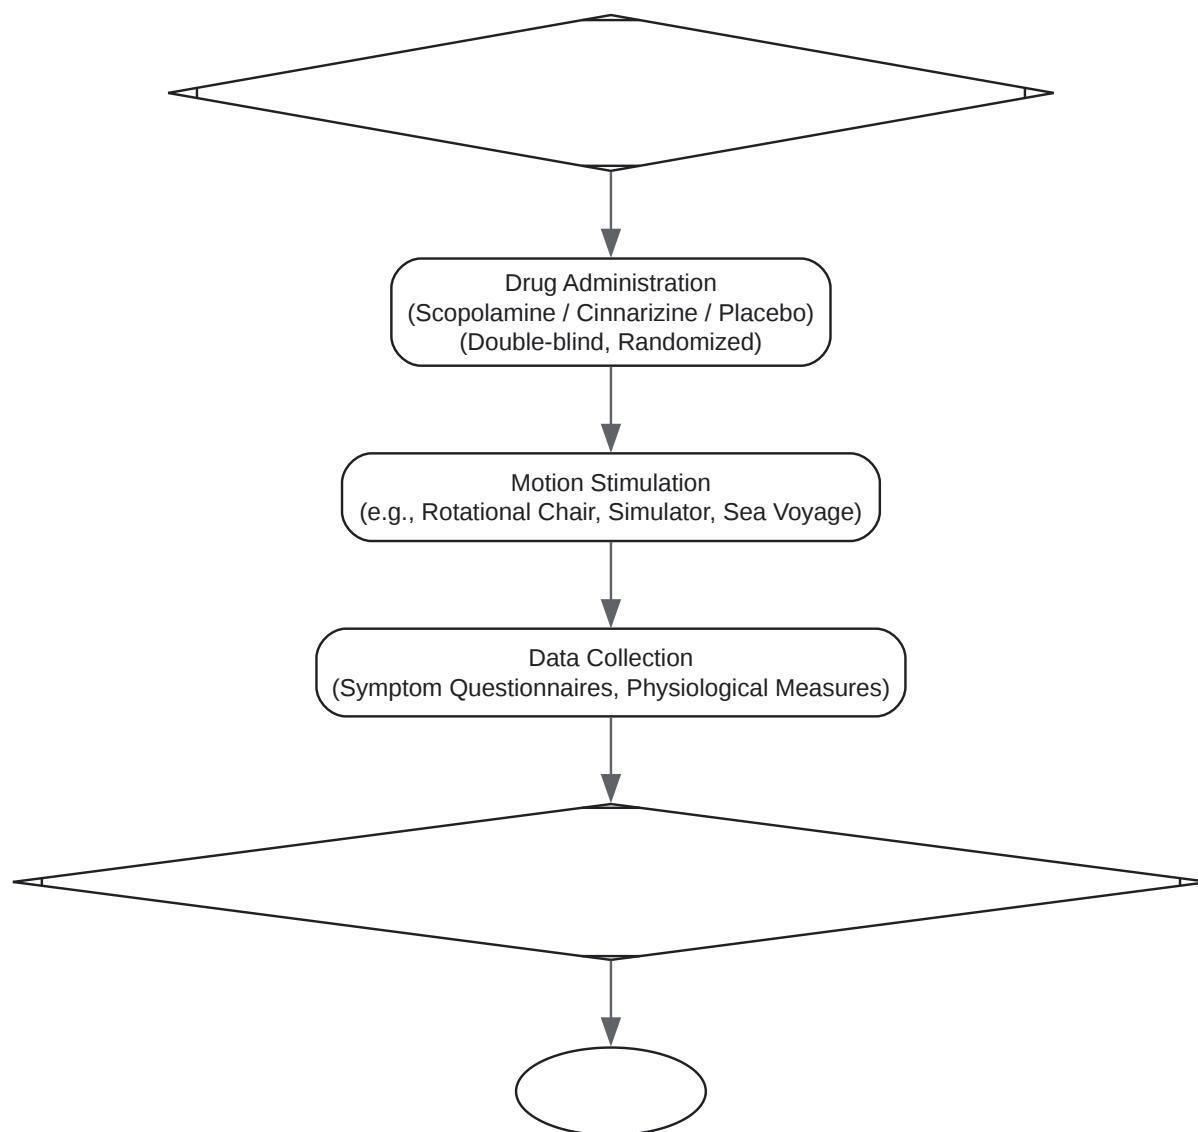 Drug Administration
(Scopolamine / Cinnarizine / Placebo)
(Double-blind, Randomized)
Motion Stimulation
(e.g., Rotational Chair, Simulator, Sea Voyage)
Data Collection
(Symptom Questionnaires, Physiological Measures)